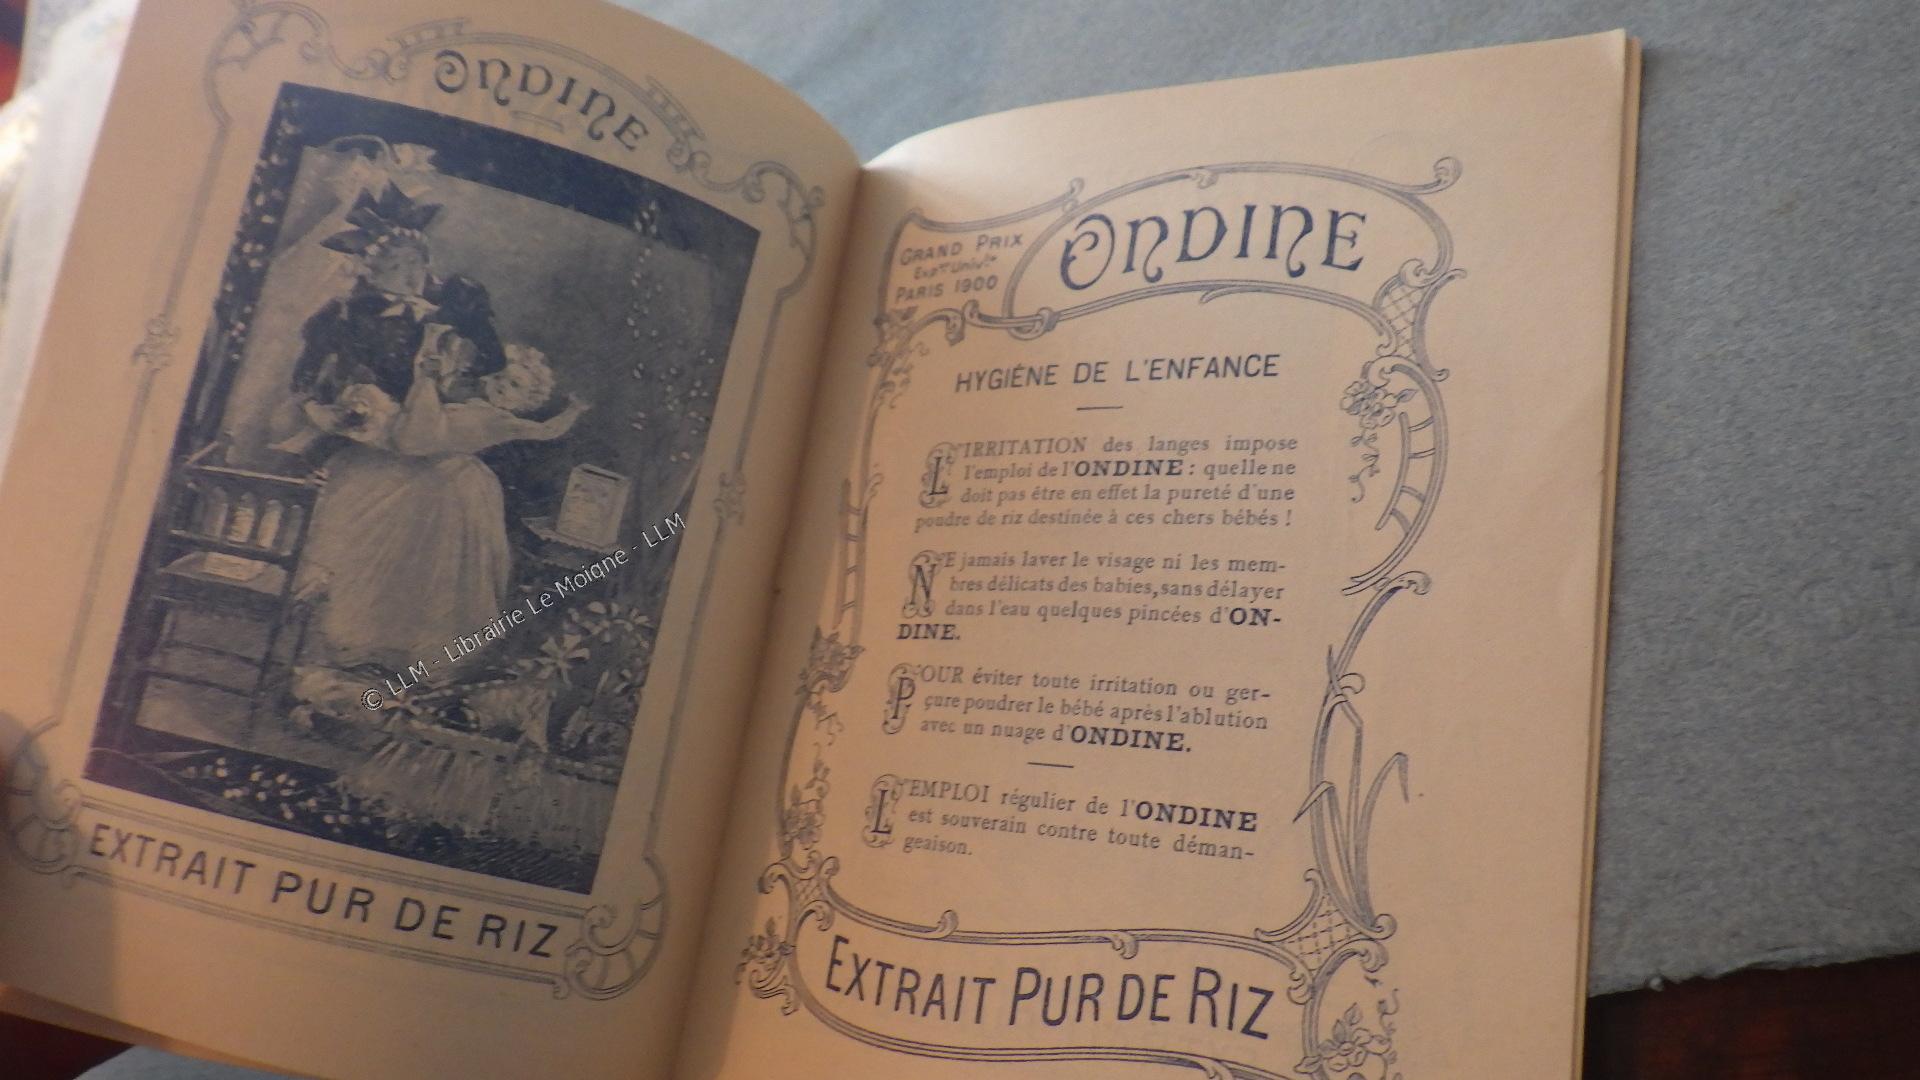 ONDINE
EXTRAIT PUR DE RIZ
© LLM - Librairie Le Moigne - LLM
GRAND PRIX
Expon Univlle
PARIS 1900
ONDINE
HYGIÈNE DE L'ENFANCE
L'IRRITATION des langes impose
l'emploi de l'ONDINE : quelle ne
doit pas être en effet la pureté d'une
poudre de riz destinée à ces chers bébés !
NE jamais laver le visage ni les mem-
bres délicats des babies, sans délayer
dans l'eau quelques pincées d'ON-
DINE.
POUR éviter toute irritation ou ger-
çure poudrer le bébé après l'ablution
avec un nuage d'ONDINE.
L'EMPLOI régulier de l'ONDINE
est souverain contre toute déman-
geaison.
EXTRAIT PUR DE RIZ